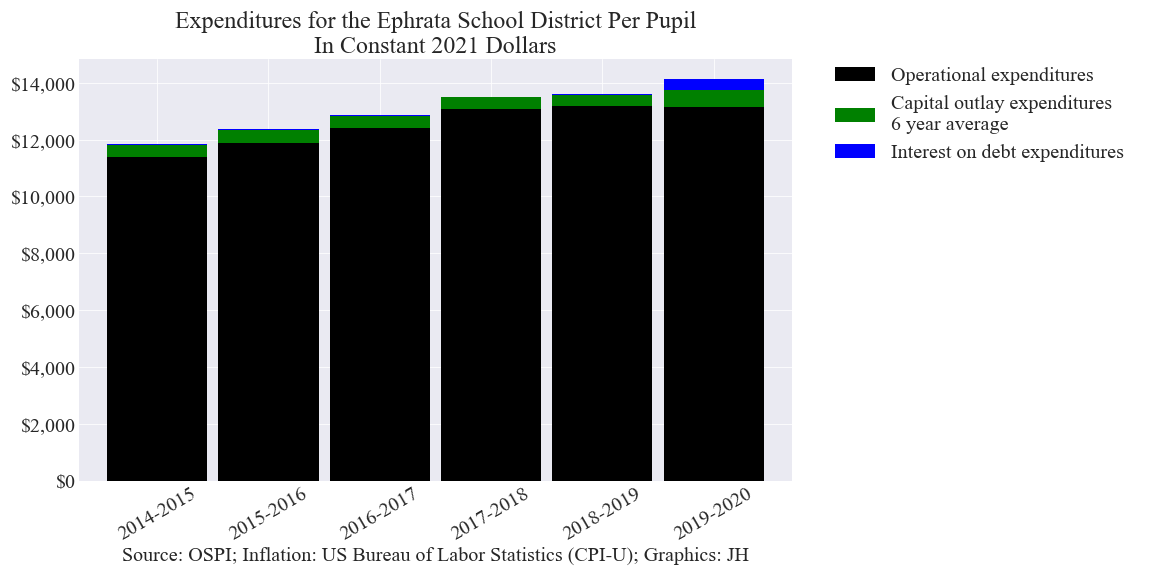 Expenditures for the Ephrata School District Per Pupil
In Constant 2021 Dollars
$14,000
$12,000
$10,000
$8,000
$6,000
$4,000
$2,000
$0
2014-2015
2015-2016
2016-2017
2017-2018
2018-2019
2019-2020
Source: OSPI; Inflation: US Bureau of Labor Statistics (CPI-U); Graphics: JH
Operational expenditures
Capital outlay expenditures
6 year average
Interest on debt expenditures